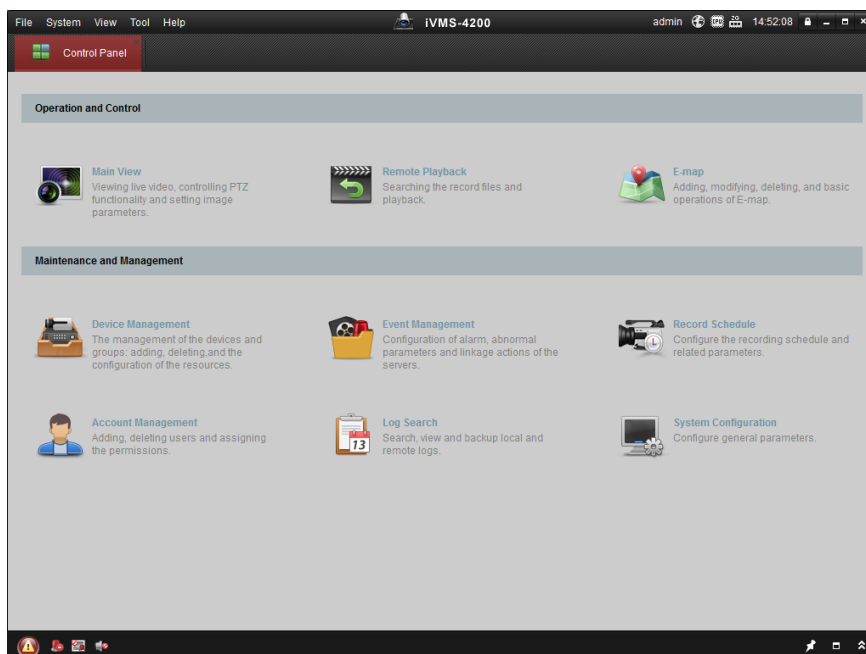 File System View Tool Help iVMS-4200 admin 14:52:08
Control Panel
Operation and Control
Main View
Viewing live video, controlling PTZ
functionality and setting image
parameters.
Remote Playback
Searching the record files and
playback.
E-map
Adding, modifying, deleting, and basic
operations of E-map.
Maintenance and Management
Device Management
The management of the devices and
groups: adding, deleting,and the
configuration of the resources.
Event Management
Configuration of alarm, abnormal
parameters and linkage actions of the
servers.
Record Schedule
Configure the recording schedule and
related parameters.
Account Management
Adding, deleting users and assigning
the permissions.
13
Log Search
Search, view and backup local and
remote logs.
System Configuration
Configure general parameters.